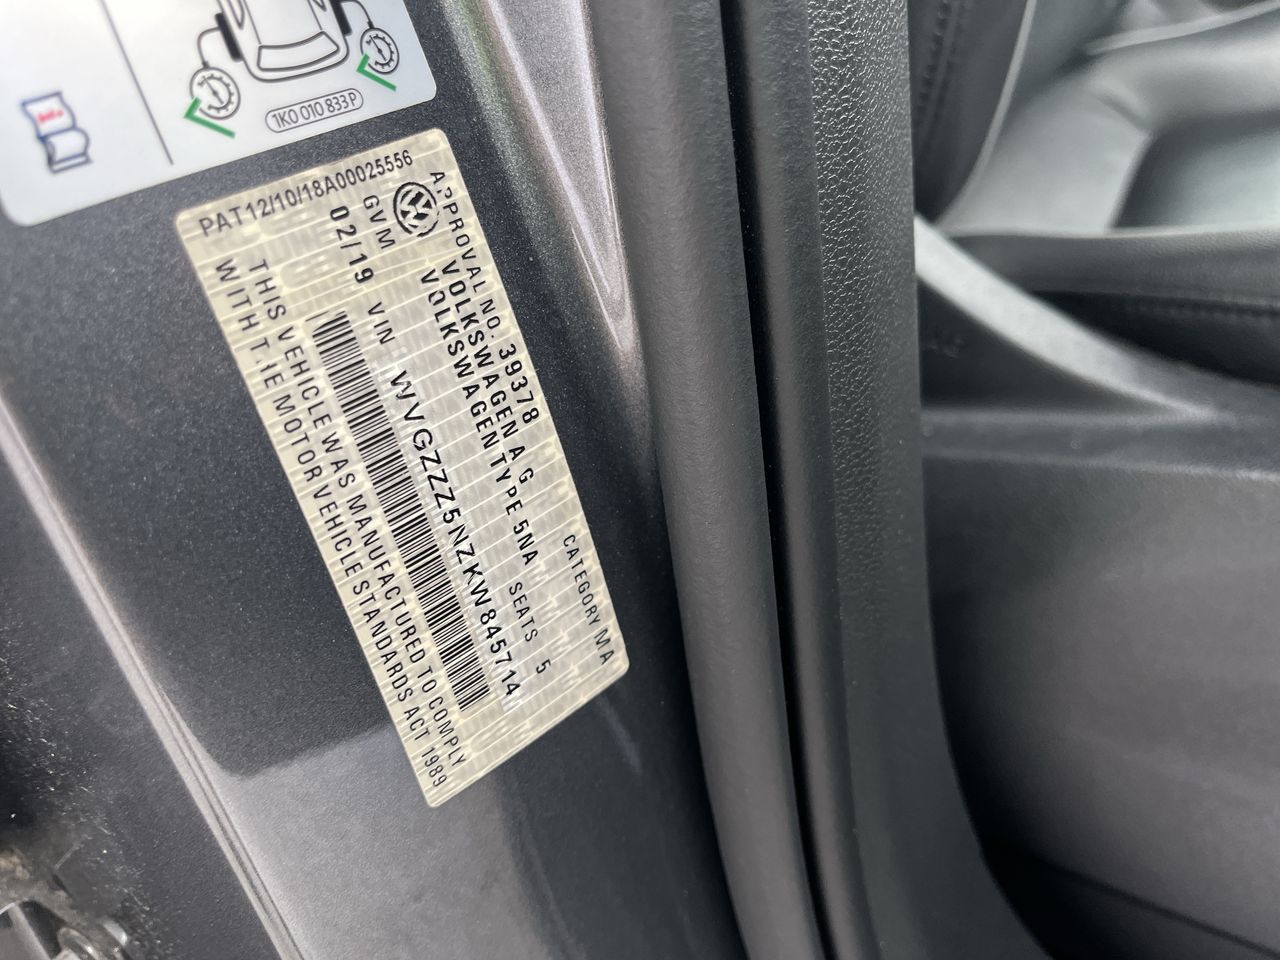 1K0 010 833 P
PAT12/10/18A00025556
APPROVAL NO. 39378 CATEGORY MA
VOLKSWAGEN A G
VOLKSWAGEN TYPE 5NA SEATS 5
GVM
02/19 VIN WVGZZZ5NZKW845714
THIS VEHICLE WAS MANUFACTURED TO COMPLY
WITH THE MOTOR VEHICLE STANDARDS ACT 1989